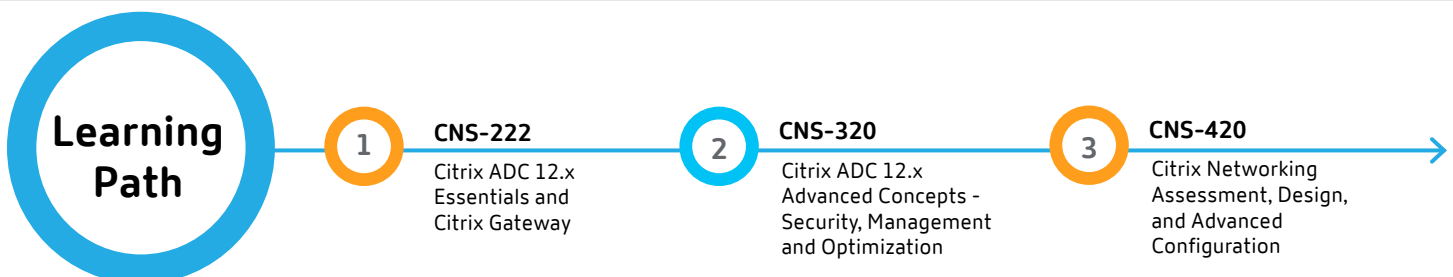 Learning
Path
1
CNS-222
Citrix ADC 12.x
Essentials and
Citrix Gateway
2
CNS-320
Citrix ADC 12.x
Advanced Concepts -
Security, Management
and Optimization
3
CNS-420
Citrix Networking
Assessment, Design,
and Advanced
Configuration